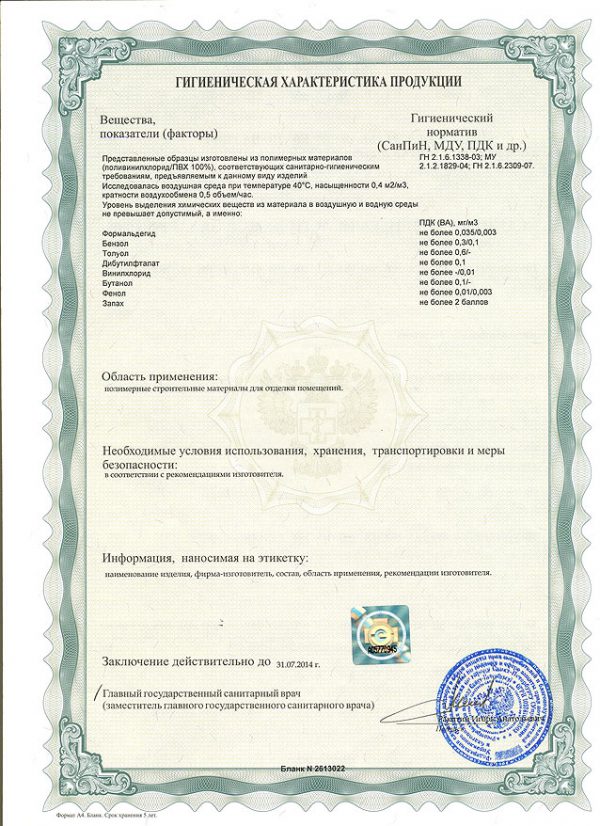 ГИГИЕНИЧЕСКАЯ ХАРАКТЕРИСТИКА ПРОДУКЦИИ
Вещества,
показатели (факторы)
Гигиенический
норматив
(СанПиН, МДУ, ПДК и др.)
Представленные образцы изготовлены из полимерных материалов
(поливинилхлорид/ПВХ 100%), соответствующих санитарно-гигиеническим
требованиям, предъявляемым к данному виду изделий
ГН 2.1.6.1338-03; МУ
2.1.2.1829-04; ГН 2.1.6.2309-07.
Исследовалась воздушная среда при температуре 40°С, насыщенности 0,4 м2/м3,
кратности воздухообмена 0,5 объем/час.
Уровень выделения химических веществ из материала в воздушную и водную среды
не превышает допустимый, а именно:
ПДК (ВА), мг/м3
Формальдегид не более 0,035/0,003
Бензол не более 0,3/0,1
Толуол не более 0,6/-
Дибутилфталат не более 0,1
Винилхлорид не более -/0,01
Бутанол не более 0,1/-
Фенол не более 0,01/0,003
Запах не более 2 баллов
Область применения:
полимерные строительные материалы для отделки помещений.
Необходимые условия использования, хранения, транспортировки и меры
безопасности:
в соответствии с рекомендациями изготовителя.
Информация, наносимая на этикетку:
наименование изделия, фирма-изготовитель, состав, область применения, рекомендации изготовителя.
Заключение действительно до 31.07.2014 г.
Главный государственный санитарный врач
(заместитель главного государственного санитарного врача)
Игорь Анатольевич
Бланк N 2613022
Формат А4. Бланк. Срок хранения 5 лет.